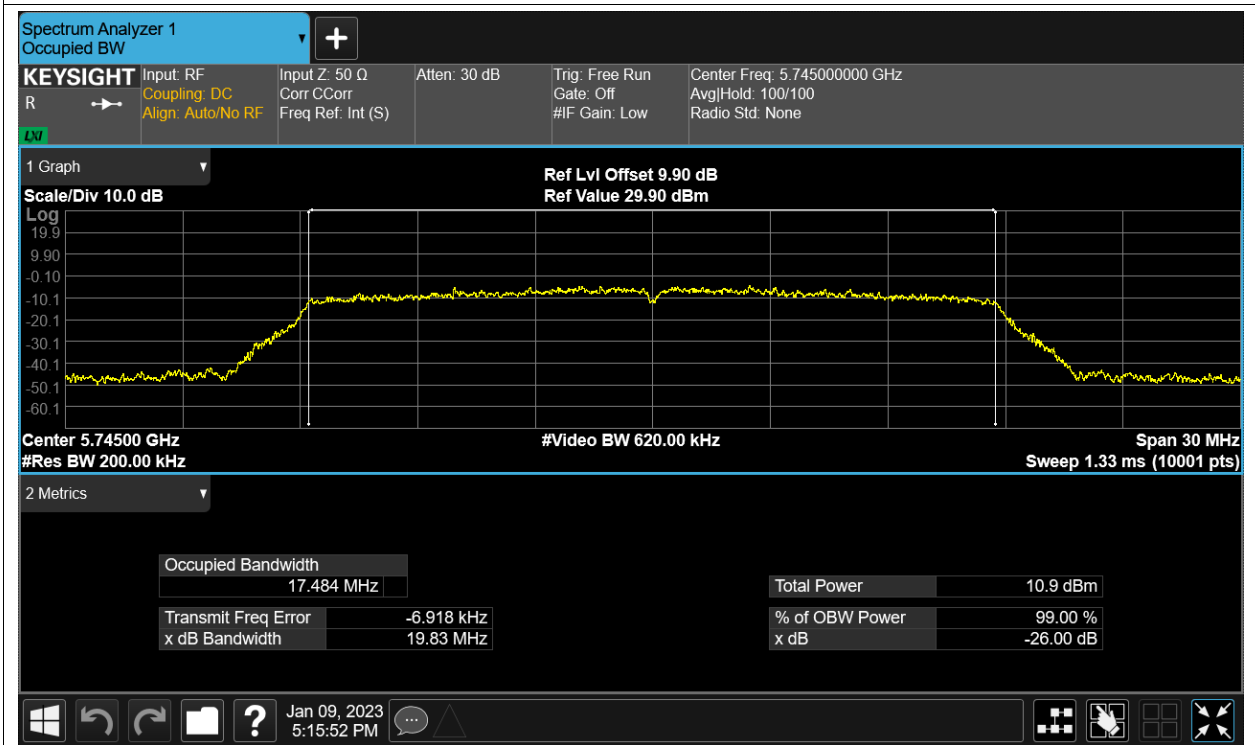 Spectrum Analyzer 1
Occupied BW
KEYSIGHT
R
LXI
Input: RF
Coupling: DC
Align: Auto/No RF
Input Z: 50 Ω
Corr CCorr
Freq Ref: Int (S)
Atten: 30 dB
Trig: Free Run
Gate: Off
#IF Gain: Low
Center Freq: 5.745000000 GHz
Avg|Hold: 100/100
Radio Std: None
1 Graph
Scale/Div 10.0 dB
Ref Lvl Offset 9.90 dB
Ref Value 29.90 dBm
Log
19.9
9.90
-0.10
-10.1
-20.1
-30.1
-40.1
-50.1
-60.1
Center 5.74500 GHz
#Video BW 620.00 kHz
Span 30 MHz
#Res BW 200.00 kHz
Sweep 1.33 ms (10001 pts)
2 Metrics
Occupied Bandwidth
17.484 MHz
Transmit Freq Error -6.918 kHz
x dB Bandwidth 19.83 MHz
Total Power 10.9 dBm
% of OBW Power 99.00 %
x dB -26.00 dB
?
Jan 09, 2023
5:15:52 PM